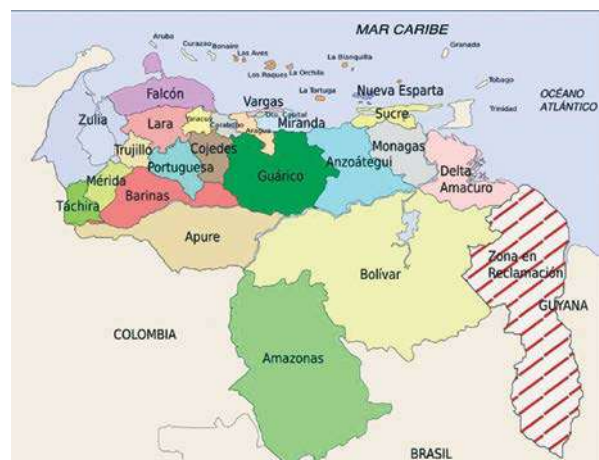 MAR CARIBE
Aruba
Curazao
Bonaire
Las Aves
Los Roques
La Orchila
La Blanquilla
Granada
La Tortuga
Tobago
Nueva Esparta
OCÉANO
ATLÁNTICO
Trinidad
Falcón
Vargas
Dto. Capital
Miranda
Sucre
Zulia
Lara
Yaracuy
Carabobo
Aragua
Trujillo
Cojedes
Portuguesa
Guárico
Anzoátegui
Monagas
Delta
Amacuro
Mérida
Barinas
Táchira
Apure
Bolívar
Zona en
Reclamación
GUYANA
COLOMBIA
Amazonas
BRASIL